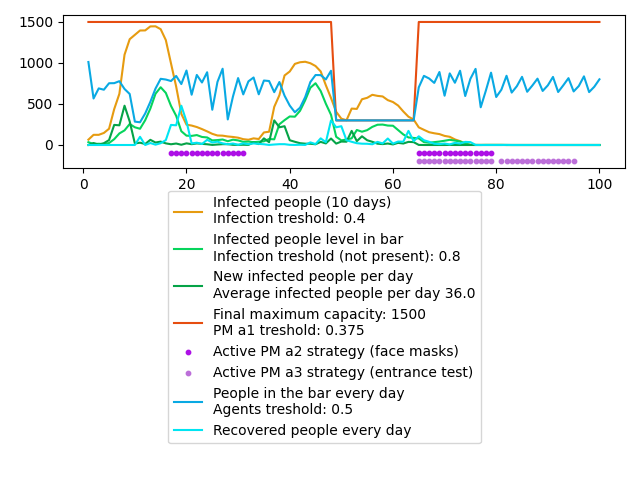 1500
1000
500
0
0
20
40
60
80
100
Infected people (10 days)
Infection treshold: 0.4
Infected people level in bar
Infection treshold (not present): 0.8
New infected people per day
Average infected people per day 36.0
Final maximum capacity: 1500
PM a1 treshold: 0.375
Active PM a2 strategy (face masks)
Active PM a3 strategy (entrance test)
People in the bar every day
Agents treshold: 0.5
Recovered people every day